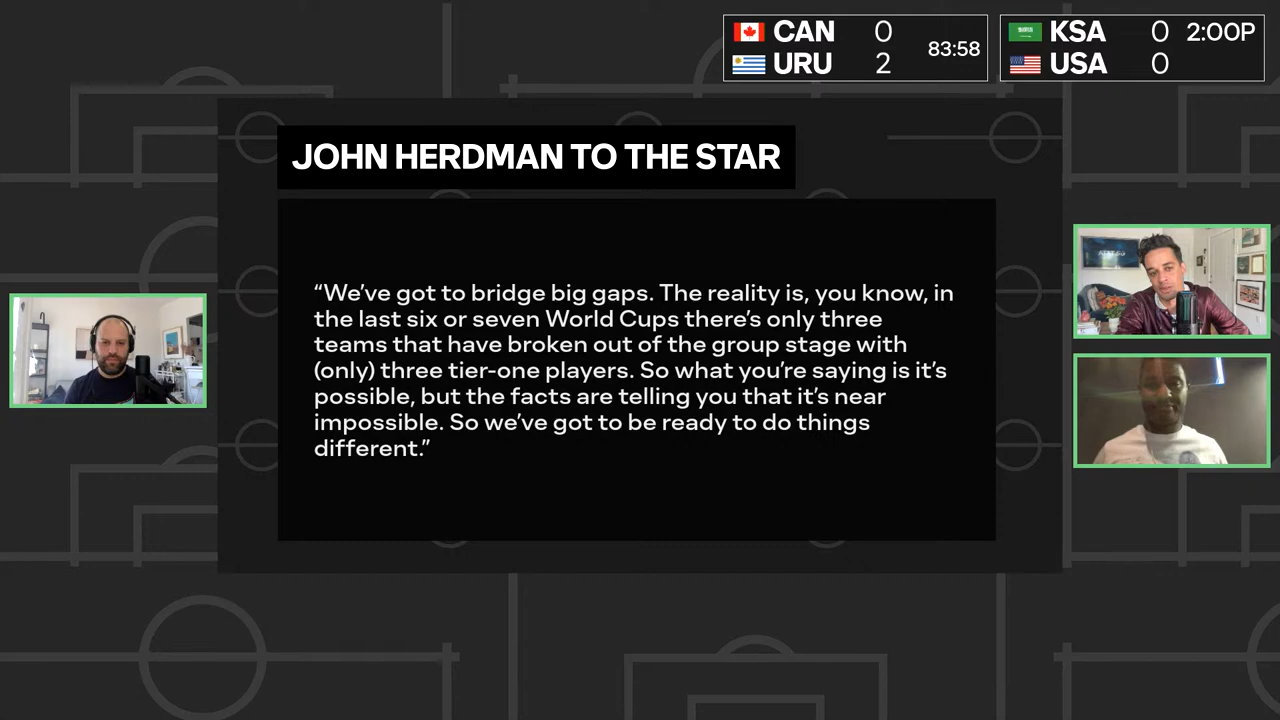 CAN 0
URU 2
83:58
KSA 0 2:00P
USA 0
JOHN HERDMAN TO THE STAR
“We’ve got to bridge big gaps. The reality is, you know, in
the last six or seven World Cups there’s only three
teams that have broken out of the group stage with
(only) three tier-one players. So what you’re saying is it’s
possible, but the facts are telling you that it’s near
impossible. So we’ve got to be ready to do things
different.”